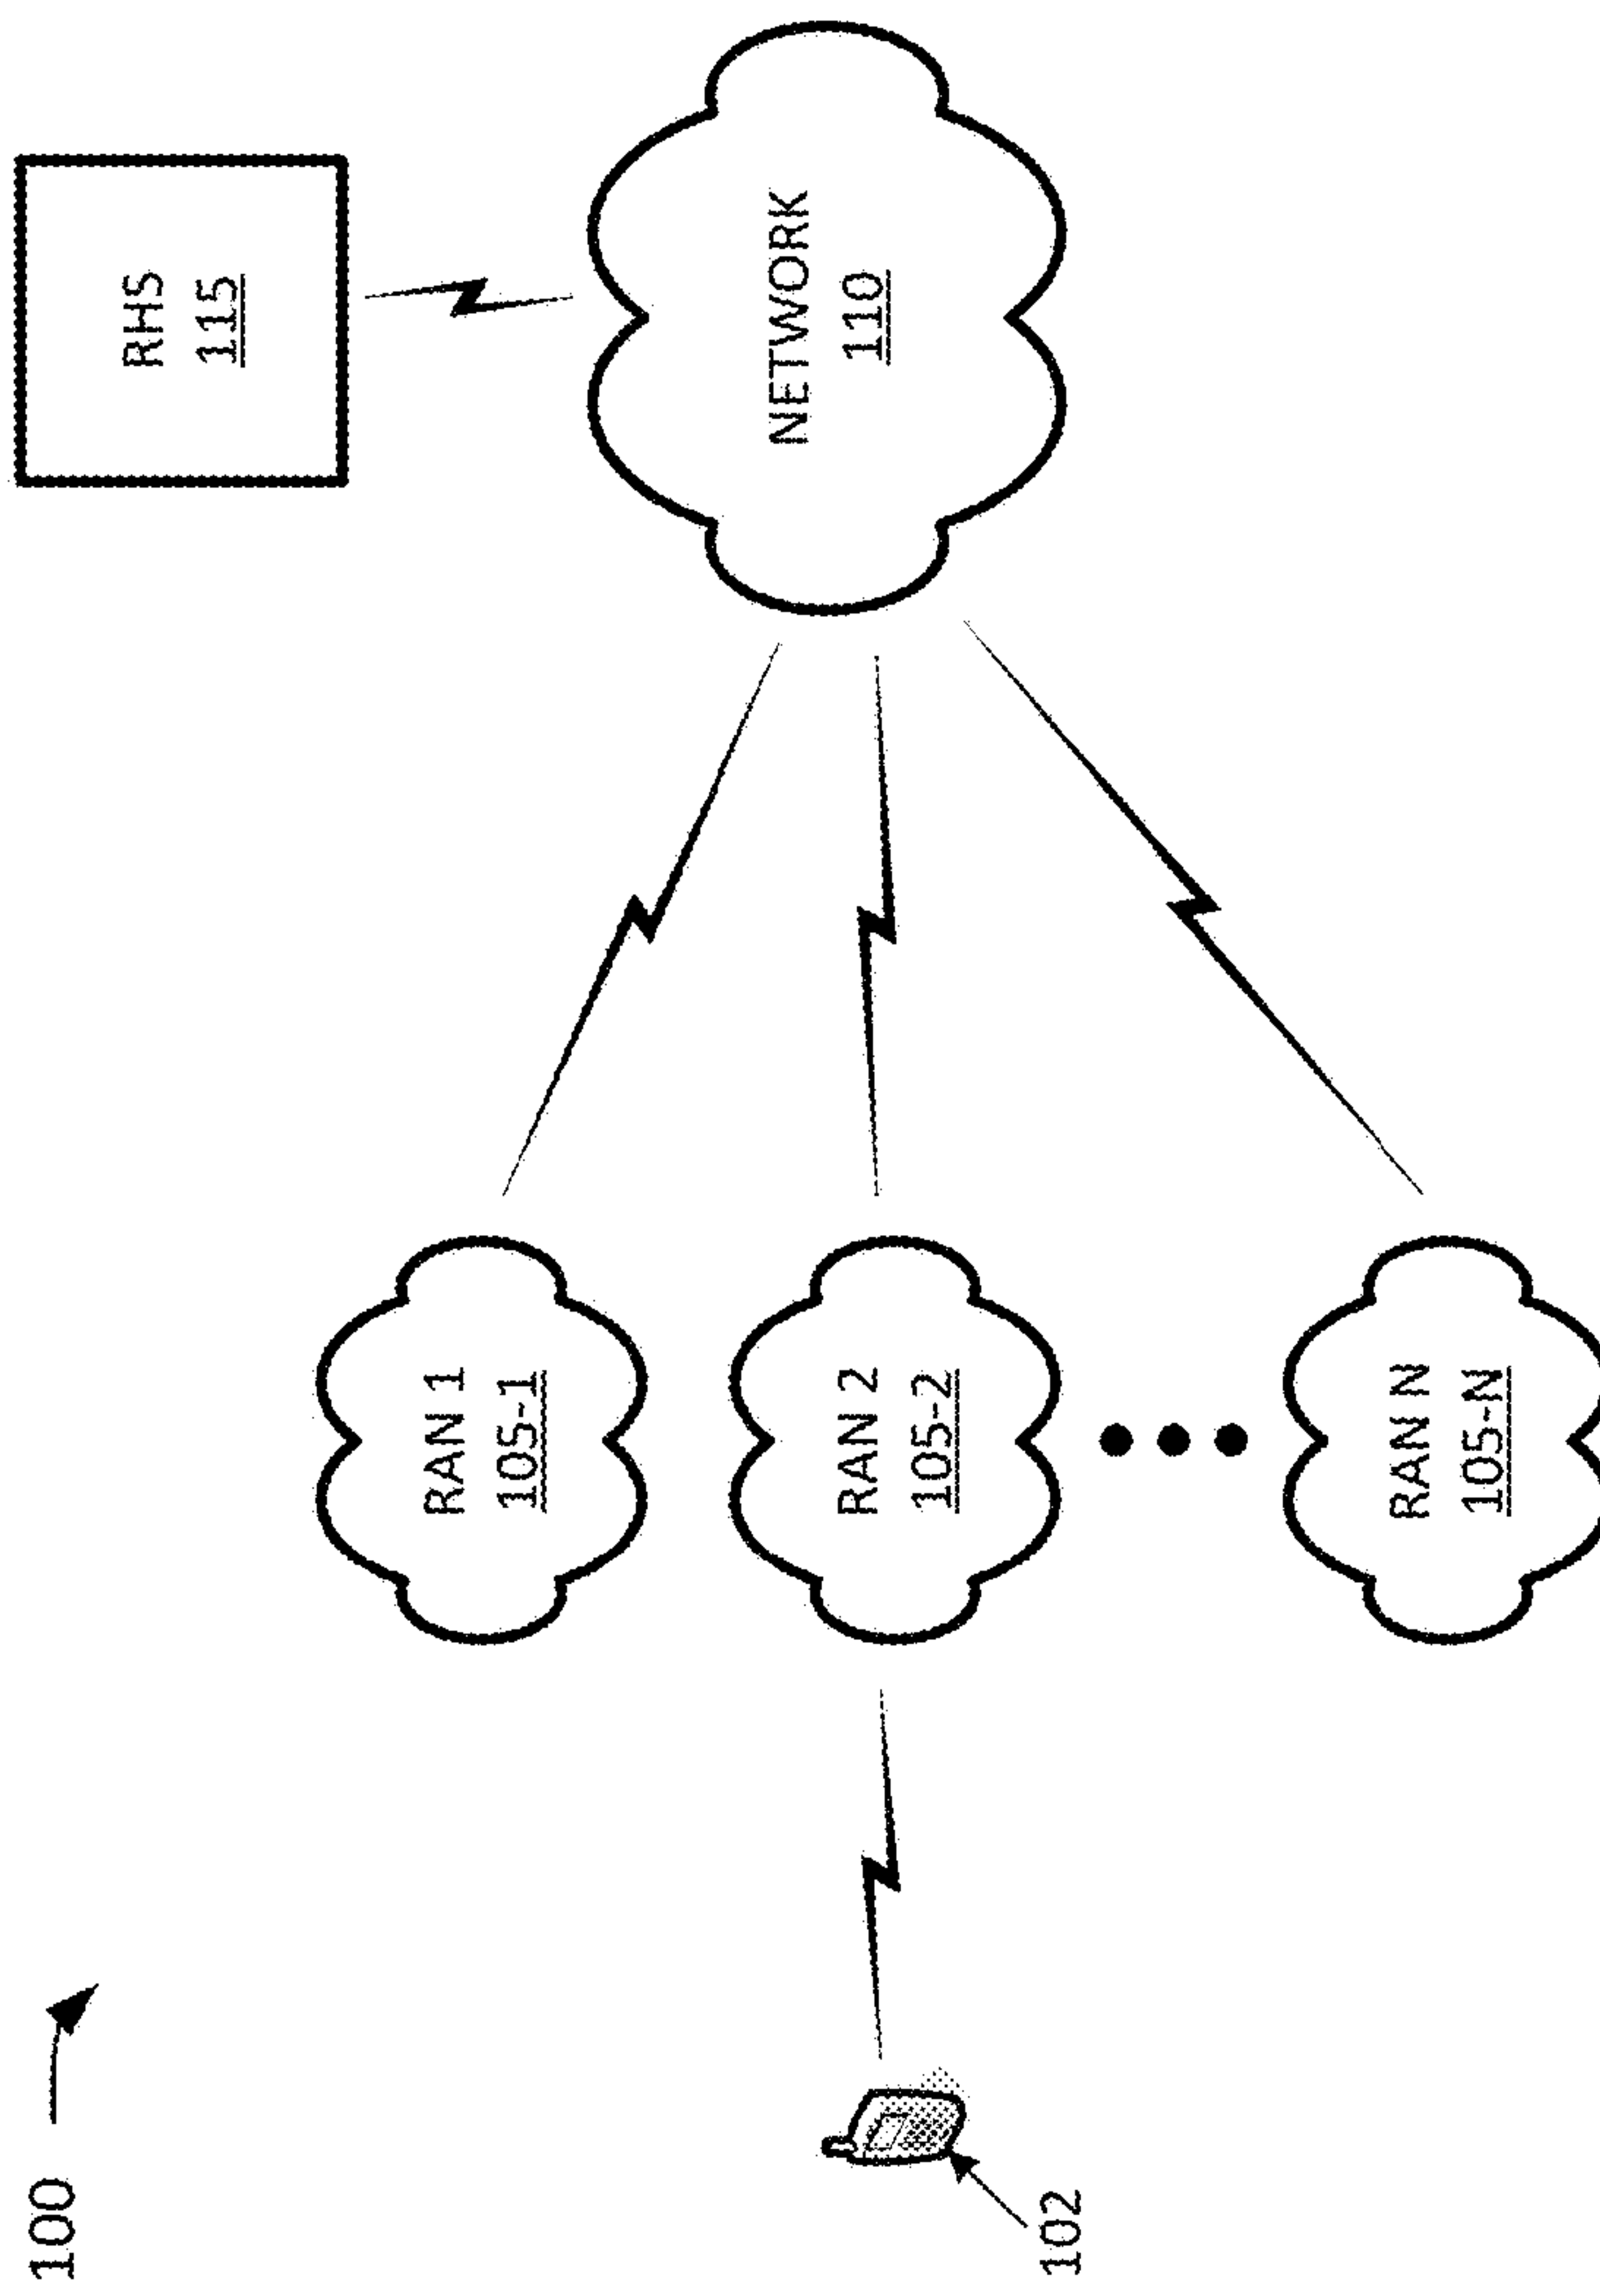 100
RHS
115
RAN 1
105-1
NETWORK
110
RAN 2
105-2
102
RAN N
105-N